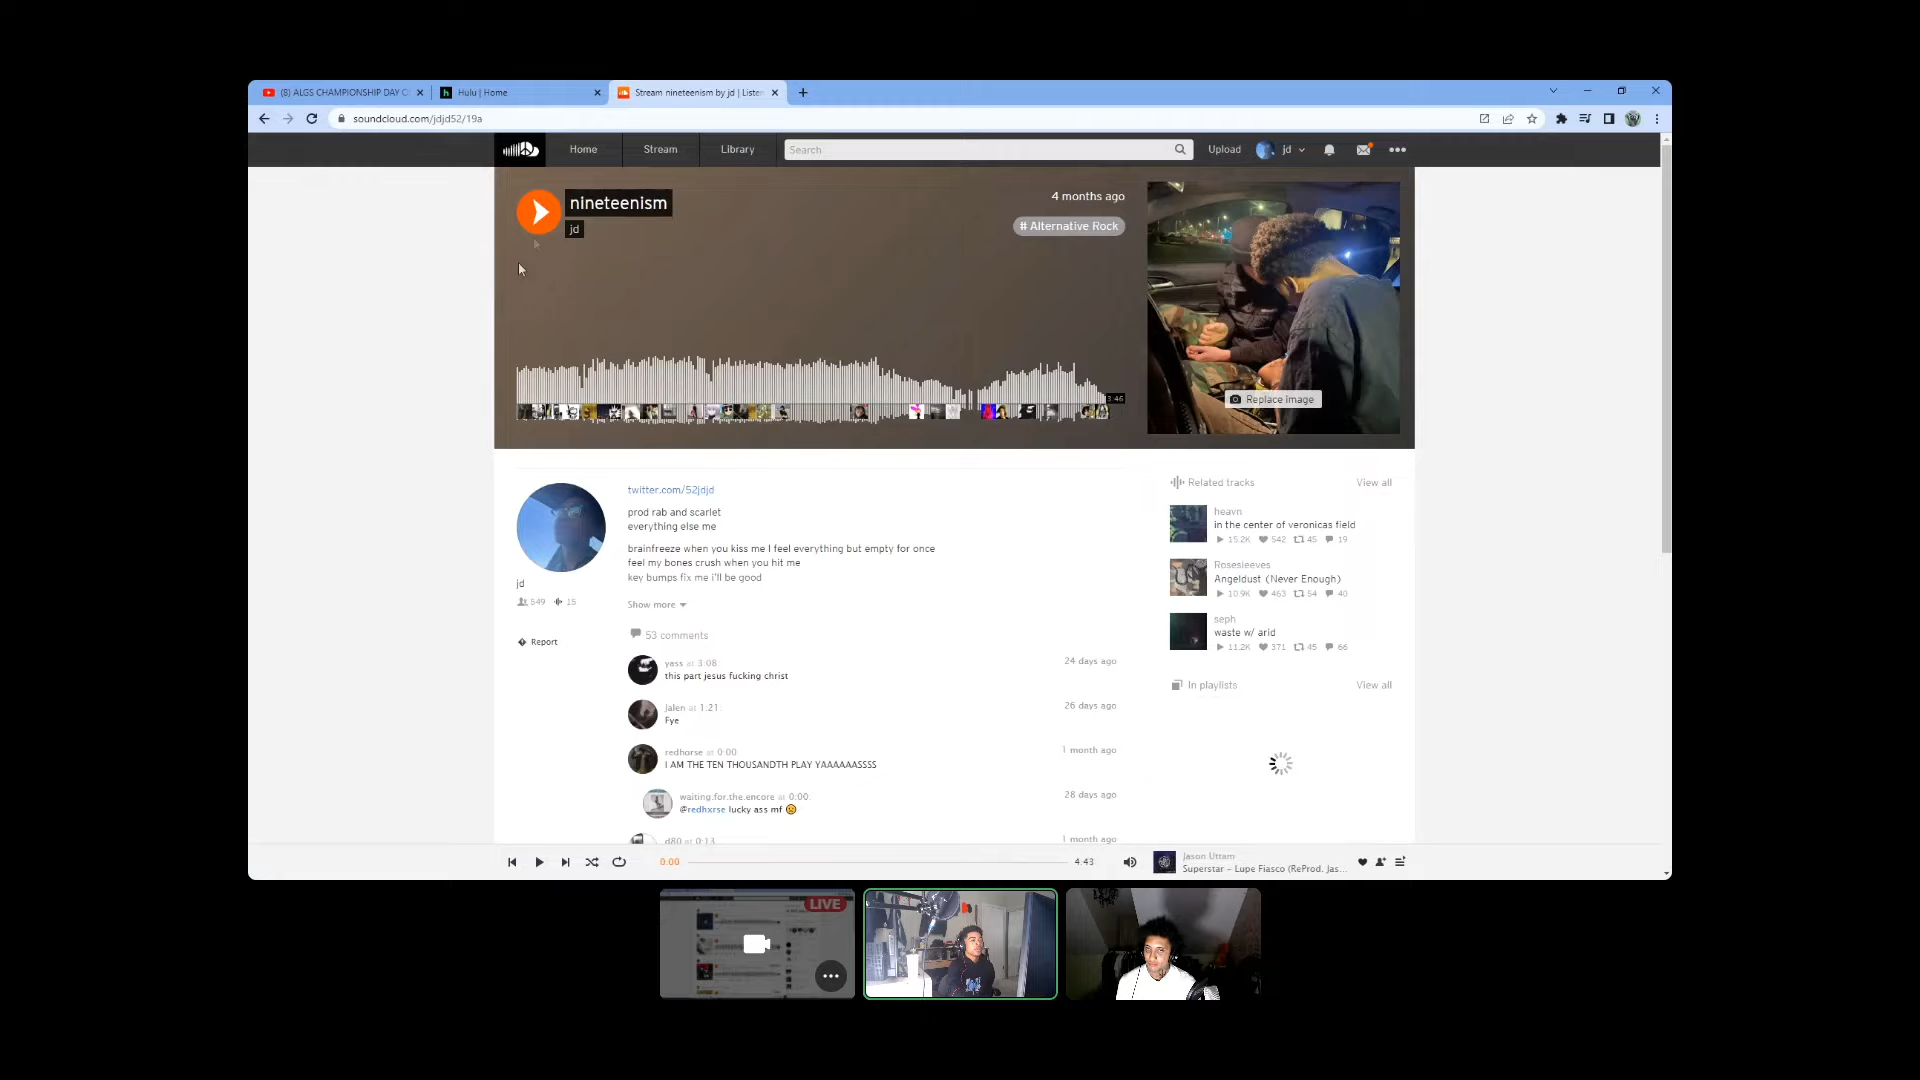 (8) ALGS CHAMPIONSHIP DAY
Hulu | Home
Stream nineteenism by jd | Listen
soundcloud.com/jdjd52/19a
Home
Stream
Library
Search
Upload
jd
nineteenism
jd
4 months ago
# Alternative Rock
3:46
Replace image
twitter.com/52jdjd
prod rab and scarlet
everything else me
brainfreeze when you kiss me I feel everything but empty for once
feel my bones crush when you hit me
key bumps fix me i'll be good
Show more
jd
549 15
Report
53 comments
yass at 3:08:
this part jesus fucking christ
24 days ago
Jalen at 1:21:
Fye
26 days ago
redhorse at 0:00:
I AM THE TEN THOUSANDTH PLAY YAAAAAASSSS
1 month ago
waiting.for.the.encore at 0:00:
@redhxrse lucky ass mf
28 days ago
d80 at 0:13:
1 month ago
Related tracks
View all
heavn
in the center of veronicas field
15.2K 542 45 19
Rosesleeves
Angeldust (Never Enough)
10.9K 463 54 40
seph
waste w/ arid
11.2K 371 45 66
In playlists
View all
0:00
4:43
Jason Uttam
Superstar - Lupe Fiasco (ReProd. Jas...
LIVE